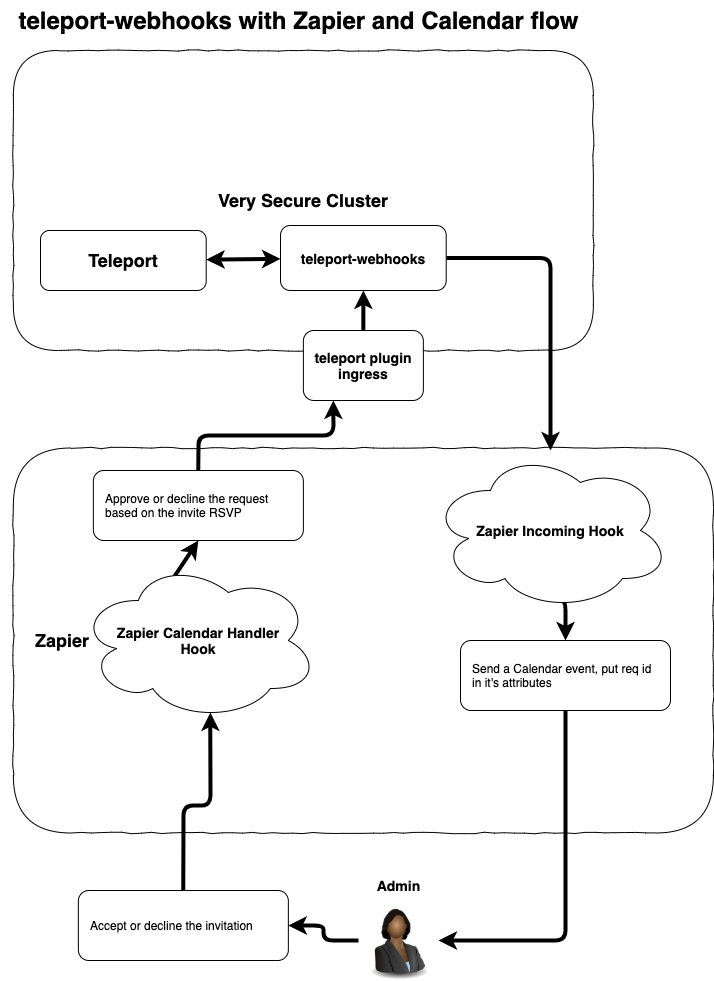 teleport-webhooks with Zapier and Calendar flow
Very Secure Cluster
Teleport
teleport-webhooks
teleport plugin
ingress
Approve or decline the request
based on the invite RSVP
Zapier Incoming Hook
Zapier
Zapier Calendar Handler
Hook
Send a Calendar event, put req id
in it's attributes
Admin
Accept or decline the invitation